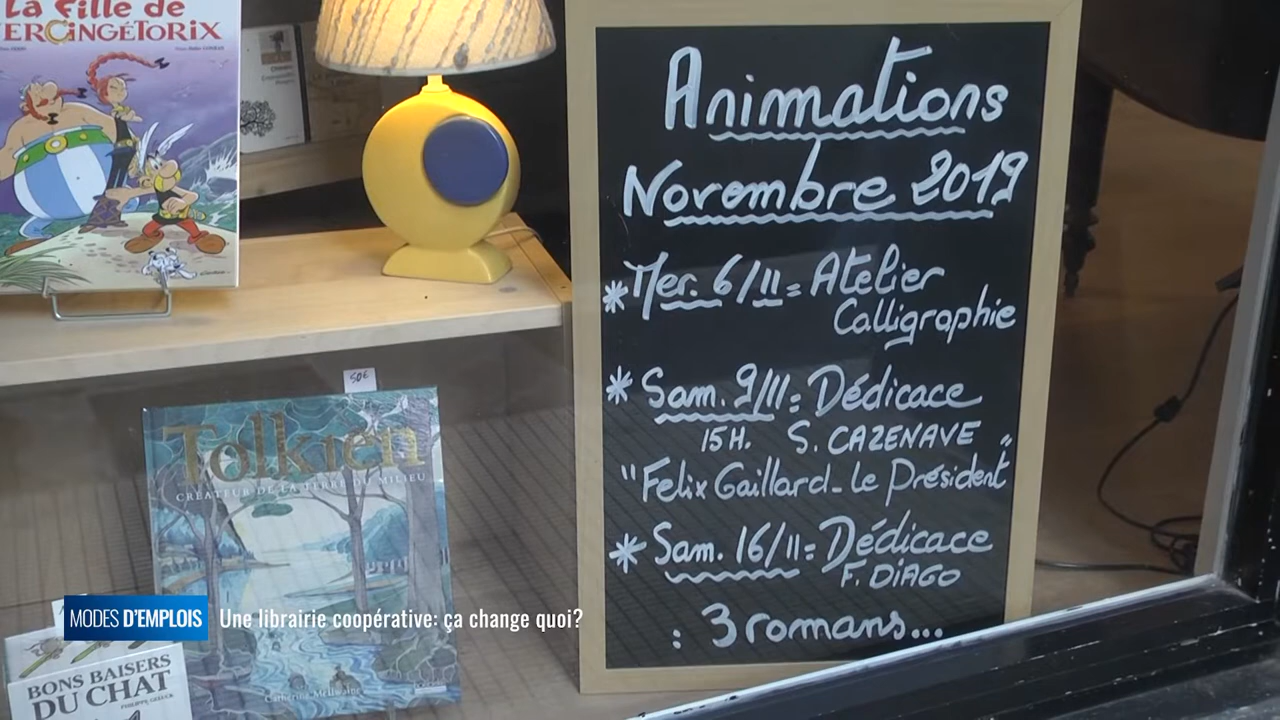 La Fille de
VERCINGÉTORIX
Animations
Novembre 2019
* Mer. 6/11 = Atelier
Calligraphie
* Sam. 9/11 = Dédicace
15H. S. CAZENAVE
"Felix Gaillard - Le Président"
* Sam. 16/11 = Dédicace
F. DIAGO
: 3 romans...
50€
Tolkien
CRÉATEUR DE LA TERRE DU MILIEU
Catherine McIlwaine
MODES D'EMPLOIS Une librairie coopérative: ça change quoi?
BONS BAISERS
DU CHAT
PHILIPPE GELUCK